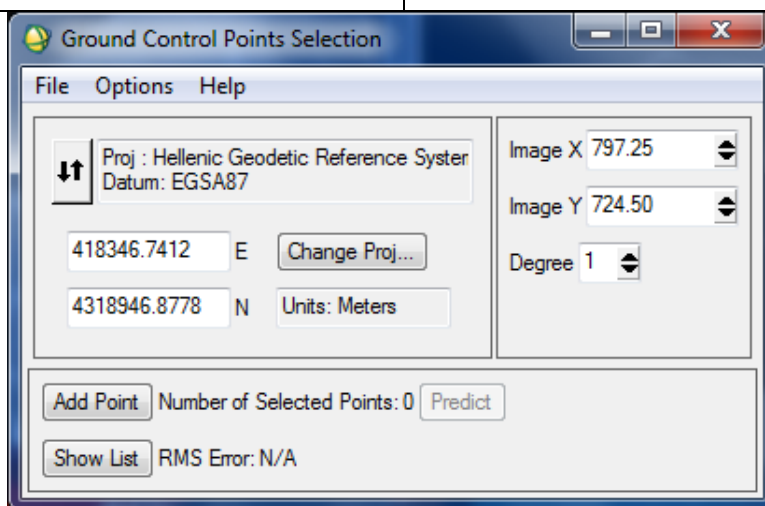 Ground Control Points Selection
File Options Help
Proj : Hellenic Geodetic Reference Syster
Datum: EGSA87
418346.7412 E Change Proj...
4318946.8778 N Units: Meters
Image X 797.25
Image Y 724.50
Degree 1
Add Point Number of Selected Points: 0 Predict
Show List RMS Error: N/A